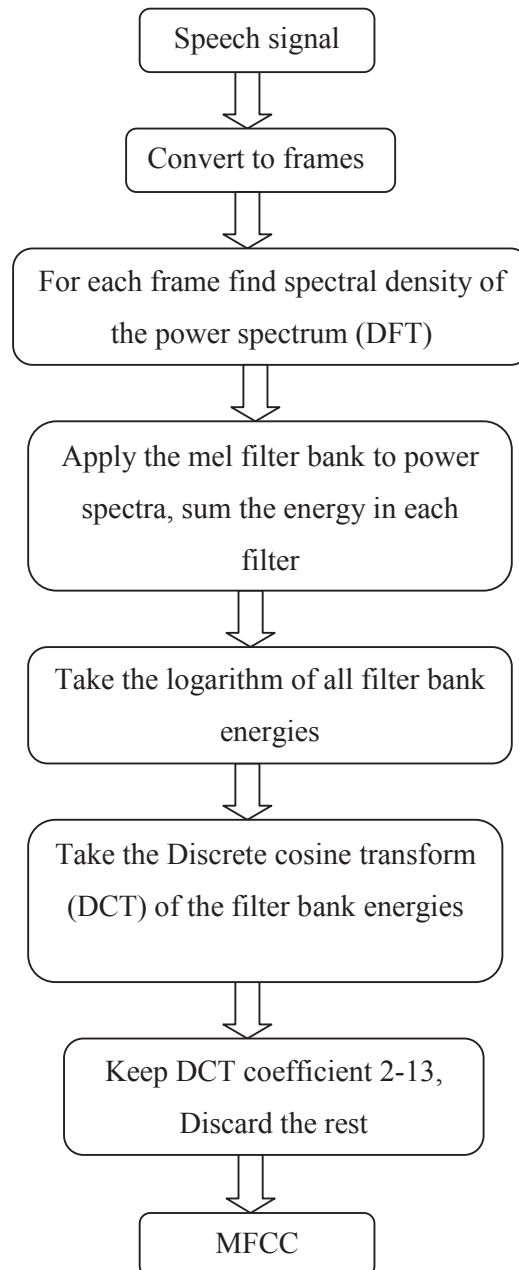 Speech signal
Convert to frames
For each frame find spectral density of
the power spectrum (DFT)
Apply the mel filter bank to power
spectra, sum the energy in each
filter
Take the logarithm of all filter bank
energies
Take the Discrete cosine transform
(DCT) of the filter bank energies
Keep DCT coefficient 2-13,
Discard the rest
MFCC